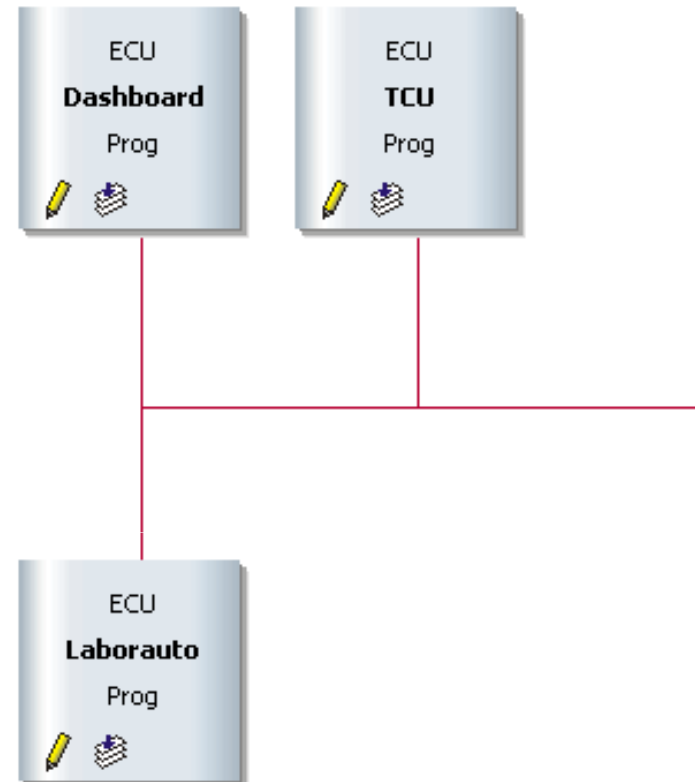 ECU
Dashboard
Prog
ECU
TCU
Prog
ECU
Laborauto
Prog